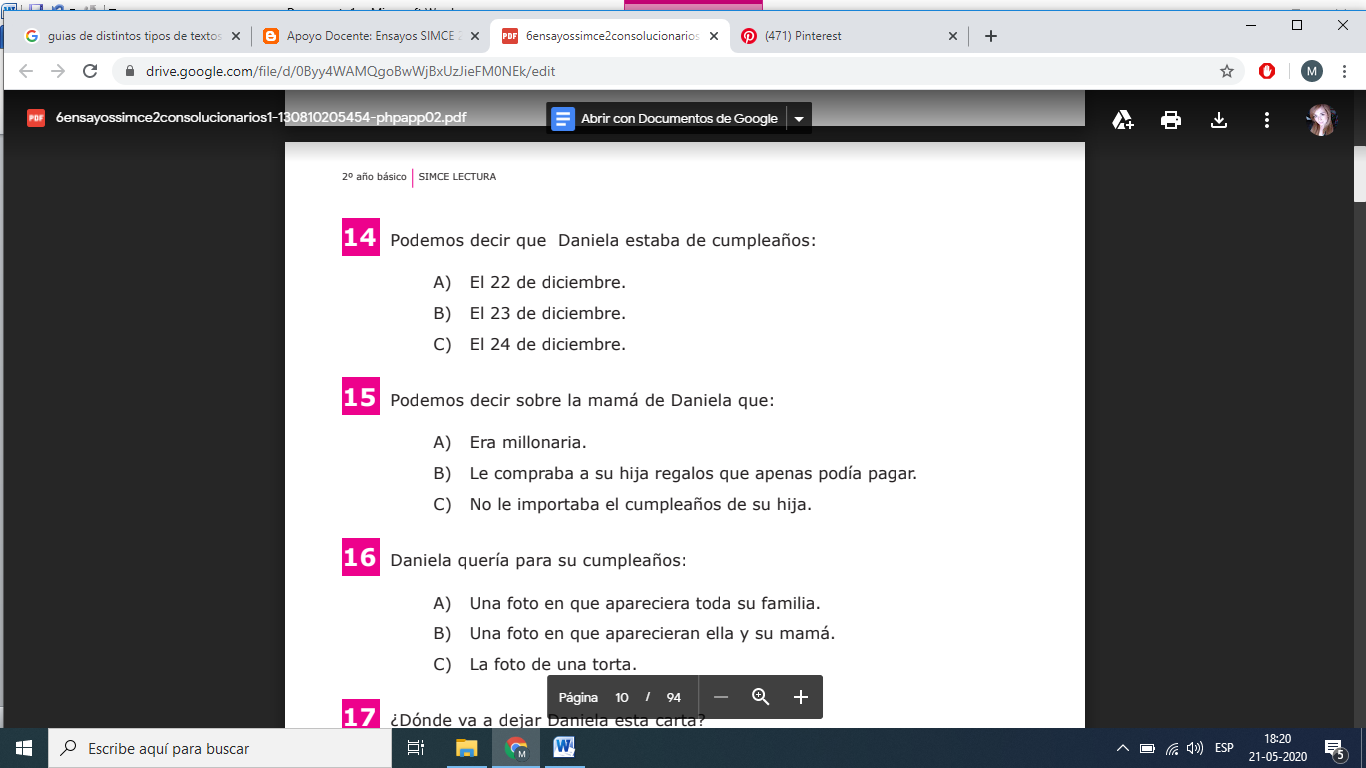 guias de distintos tipos de textos
Apoyo Docente: Ensayos SIMCE 2
6ensayossimce2consolucionarios
(471) Pinterest
drive.google.com/file/d/0Byy4WAMQgoBwWjBxUzJieFM0NEk/edit
M
PDF 6ensayossimce2consolucionarios1-130810205454-phpapp02.pdf
Abrir con Documentos de Google
2º año básico | SIMCE LECTURA
14 Podemos decir que Daniela estaba de cumpleaños:
A) El 22 de diciembre.
B) El 23 de diciembre.
C) El 24 de diciembre.
15 Podemos decir sobre la mamá de Daniela que:
A) Era millonaria.
B) Le compraba a su hija regalos que apenas podía pagar.
C) No le importaba el cumpleaños de su hija.
16 Daniela quería para su cumpleaños:
A) Una foto en que apareciera toda su familia.
B) Una foto en que aparecieran ella y su mamá.
C) La foto de una torta.
Página 10 / 94
17 ¿Dónde va a dejar Daniela esta carta?
Escribe aquí para buscar
ESP
18:20
21-05-2020
5